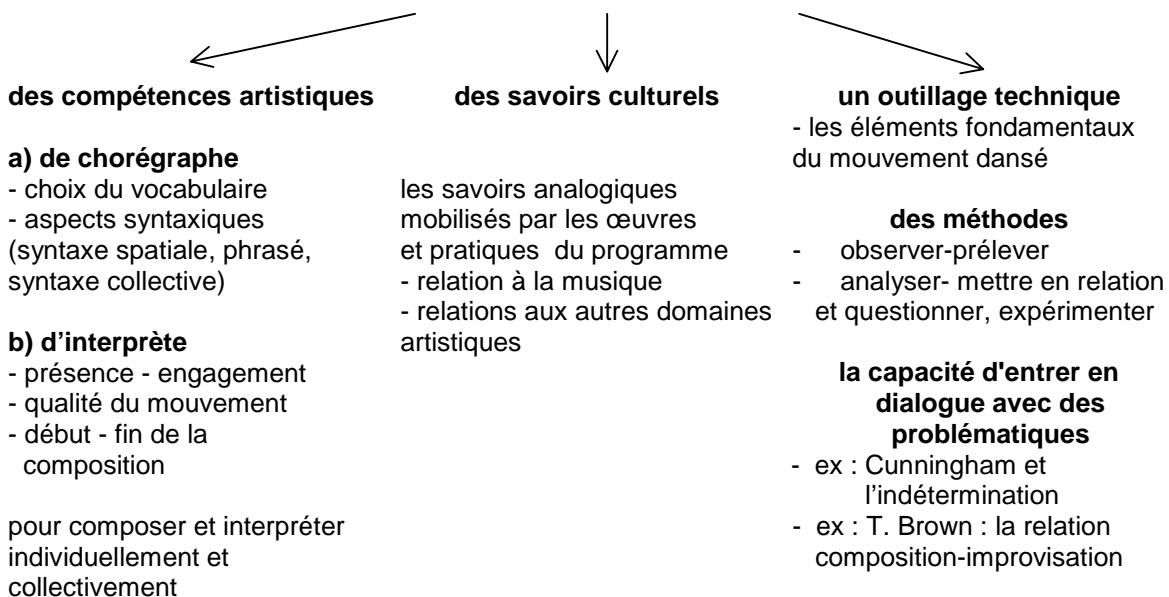 des compétences artistiques
a) de chorégraphe
- choix du vocabulaire
- aspects syntaxiques
(syntaxe spatiale, phrasé,
syntaxe collective)
b) d’interprète
- présence - engagement
- qualité du mouvement
- début - fin de la
composition
pour composer et interpréter
individuellement et
collectivement
des savoirs culturels
les savoirs analogiques
mobilisés par les œuvres
et pratiques du programme
- relation à la musique
- relations aux autres domaines
artistiques
un outillage technique
- les éléments fondamentaux
du mouvement dansé
des méthodes
- observer-prélever
- analyser- mettre en relation
et questionner, expérimenter
la capacité d'entrer en
dialogue avec des
problématiques
- ex : Cunningham et
l’indétermination
- ex : T. Brown : la relation
composition-improvisation